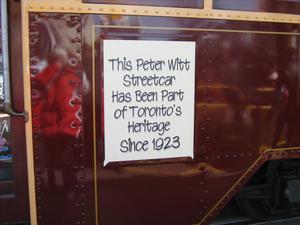 This Peter Witt
Streetcar
Has Been Part
of Toronto's
Heritage
Since 1923